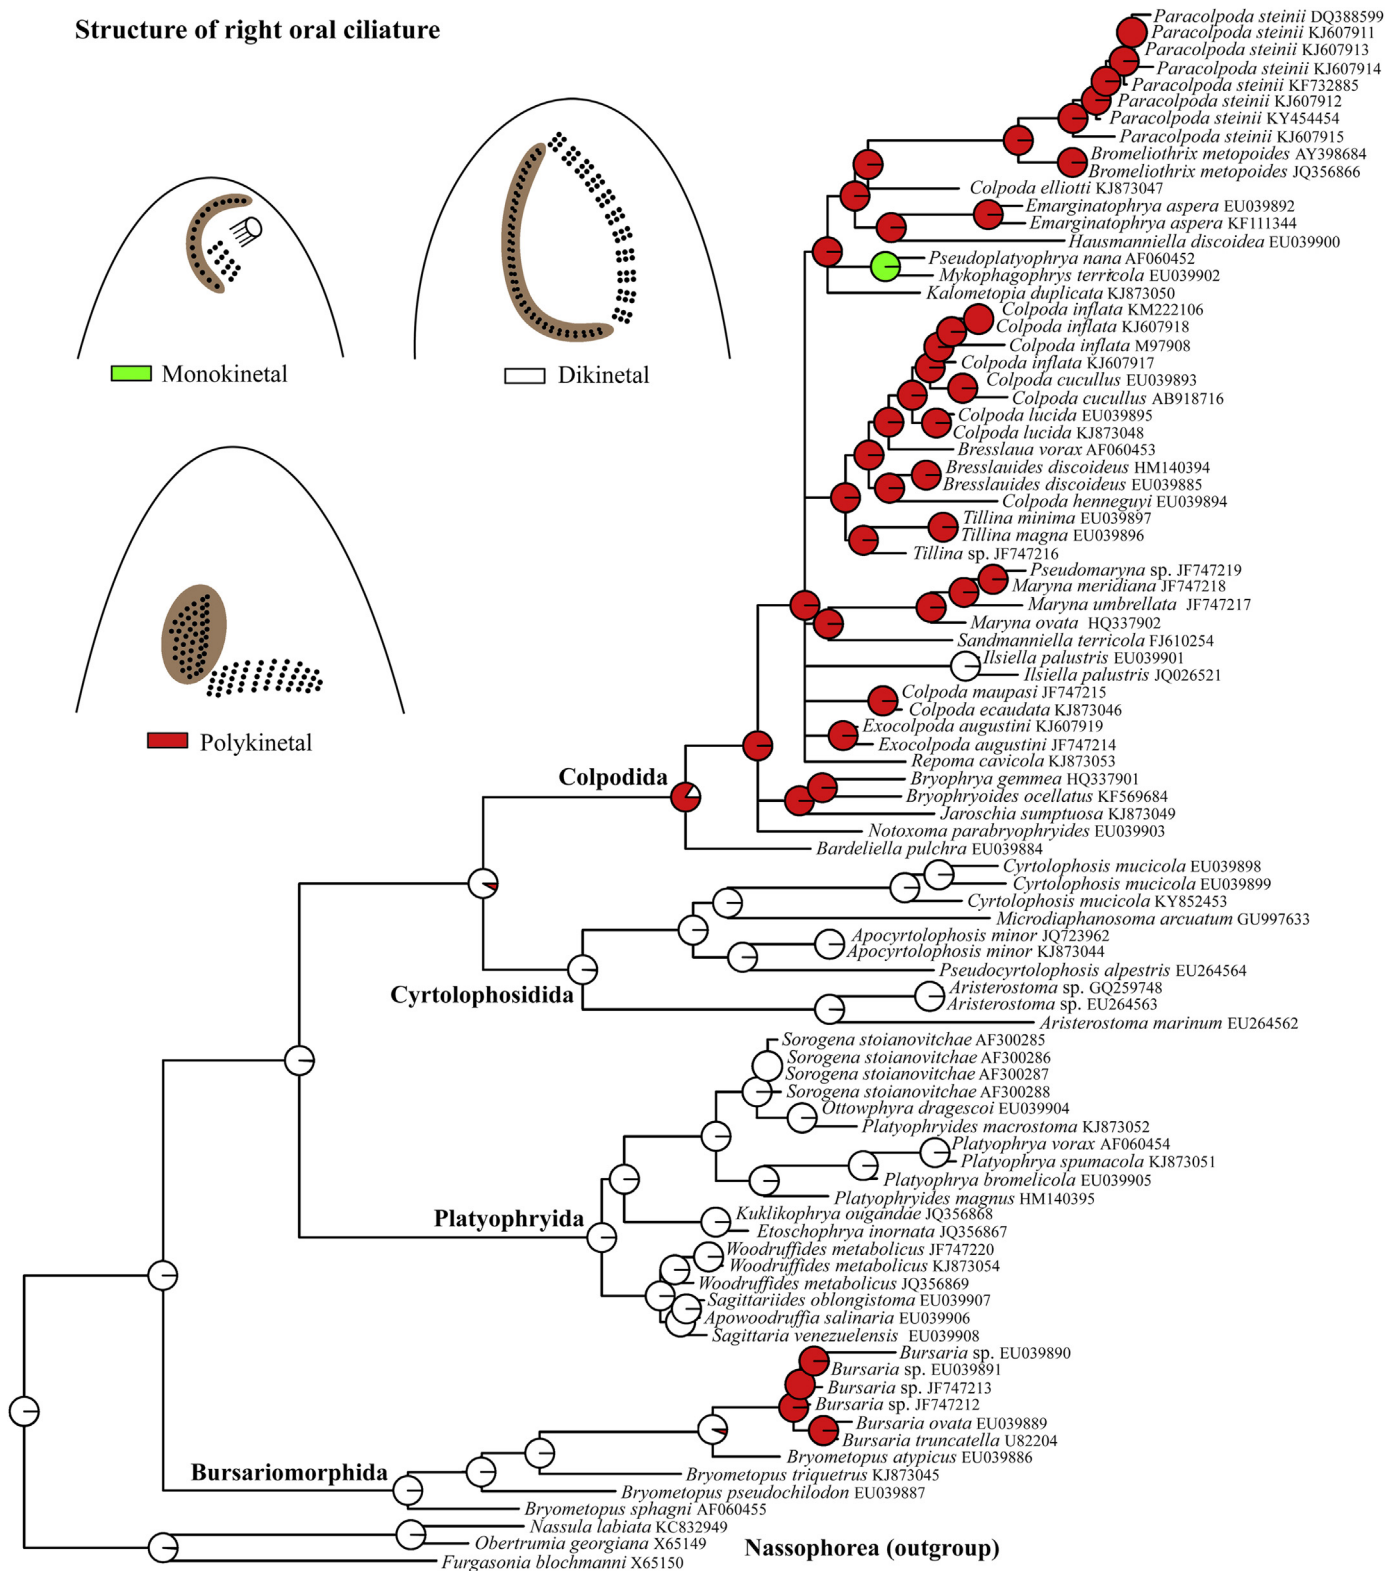 Structure of right oral ciliature
Monokinetal
Dikinetal
Polykinetal
Paracolpoda steinii DQ388599
Paracolpoda steinii KJ607911
Paracolpoda steinii KJ607913
Paracolpoda steinii KJ607914
Paracolpoda steinii KF732885
Paracolpoda steinii KJ607912
Paracolpoda steinii KY454454
Paracolpoda steinii KJ607915
Bromeliothrix metopoides AY398684
Bromeliothrix metopoides JQ356866
Colpoda elliotti KJ873047
Emarginatophrya aspera EU039892
Emarginatophrya aspera KF111344
Hausmanniella discoidea EU039900
Pseudoplatyophrya nana AF060452
Mykophagophrys terricola EU039902
Kalometopia duplicata KJ873050
Colpoda inflata KM222106
Colpoda inflata KJ607918
Colpoda inflata M97908
Colpoda inflata KJ607917
Colpoda cucullus EU039893
Colpoda cucullus AB918716
Colpoda lucida EU039895
Colpoda lucida KJ873048
Bresslaua vorax AF060453
Bresslauides discoideus HM140394
Bresslauides discoideus EU039885
Colpoda henneguyi EU039894
Tillina minima EU039897
Tillina magna EU039896
Tillina sp. JF747216
Pseudomaryna sp. JF747219
Maryna meridiana JF747218
Maryna umbrellata JF747217
Maryna ovata HQ337902
Sandmanniella terricola FJ610254
Ilsiella palustris EU039901
Ilsiella palustris JQ026521
Colpoda maupasi JF747215
Colpoda ecaudata KJ873046
Exocolpoda augustini KJ607919
Exocolpoda augustini JF747214
Repoma cavicola KJ873053
Colpodida
Bryophrya gemmea HQ337901
Bryophryoides ocellatus KF569684
Jaroschia sumptuosa KJ873049
Notoxoma parabryophryides EU039903
Bardeliella pulchra EU039884
Cyrtolophosis mucicola EU039898
Cyrtolophosis mucicola EU039899
Cyrtolophosis mucicola KY852453
Microdiaphanosoma arcuatum GU997633
Apocyrtolophosis minor JQ723962
Apocyrtolophosis minor KJ873044
Pseudocyrtolophosis alpestris EU264564
Cyrtolophosidida
Aristerostoma sp. GQ259748
Aristerostoma sp. EU264563
Aristerostoma marinum EU264562
Sorogena stoianovitchae AF300285
Sorogena stoianovitchae AF300286
Sorogena stoianovitchae AF300287
Sorogena stoianovitchae AF300288
Ottowphyra dragescoi EU039904
Platyophryides macrostoma KJ873052
Platyophrya vorax AF060454
Platyophrya spumacola KJ873051
Platyophrya bromelicola EU039905
Platyophryides magnus HM140395
Platyophryida
Kuklikophrya ougandae JQ356868
Etoschophrya inornata JQ356867
Woodruffides metabolicus JF747220
Woodruffides metabolicus KJ873054
Woodruffides metabolicus JQ356869
Sagittariides oblongistoma EU039907
Apowoodruffia salinaria EU039906
Sagittaria venezuelensis EU039908
Bursaria sp. EU039890
Bursaria sp. EU039891
Bursaria sp. JF747213
Bursaria sp. JF747212
Bursaria ovata EU039889
Bursaria truncatella U82204
Bryometopus atypicus EU039886
Bursariomorphida
Bryometopus triquetrus KJ873045
Bryometopus pseudochilodon EU039887
Bryometopus sphagni AF060455
Nassula labiata KC832949
Obertrumia georgiana X65149
Furgasonia blochmanni X65150
Nassophorea (outgroup)